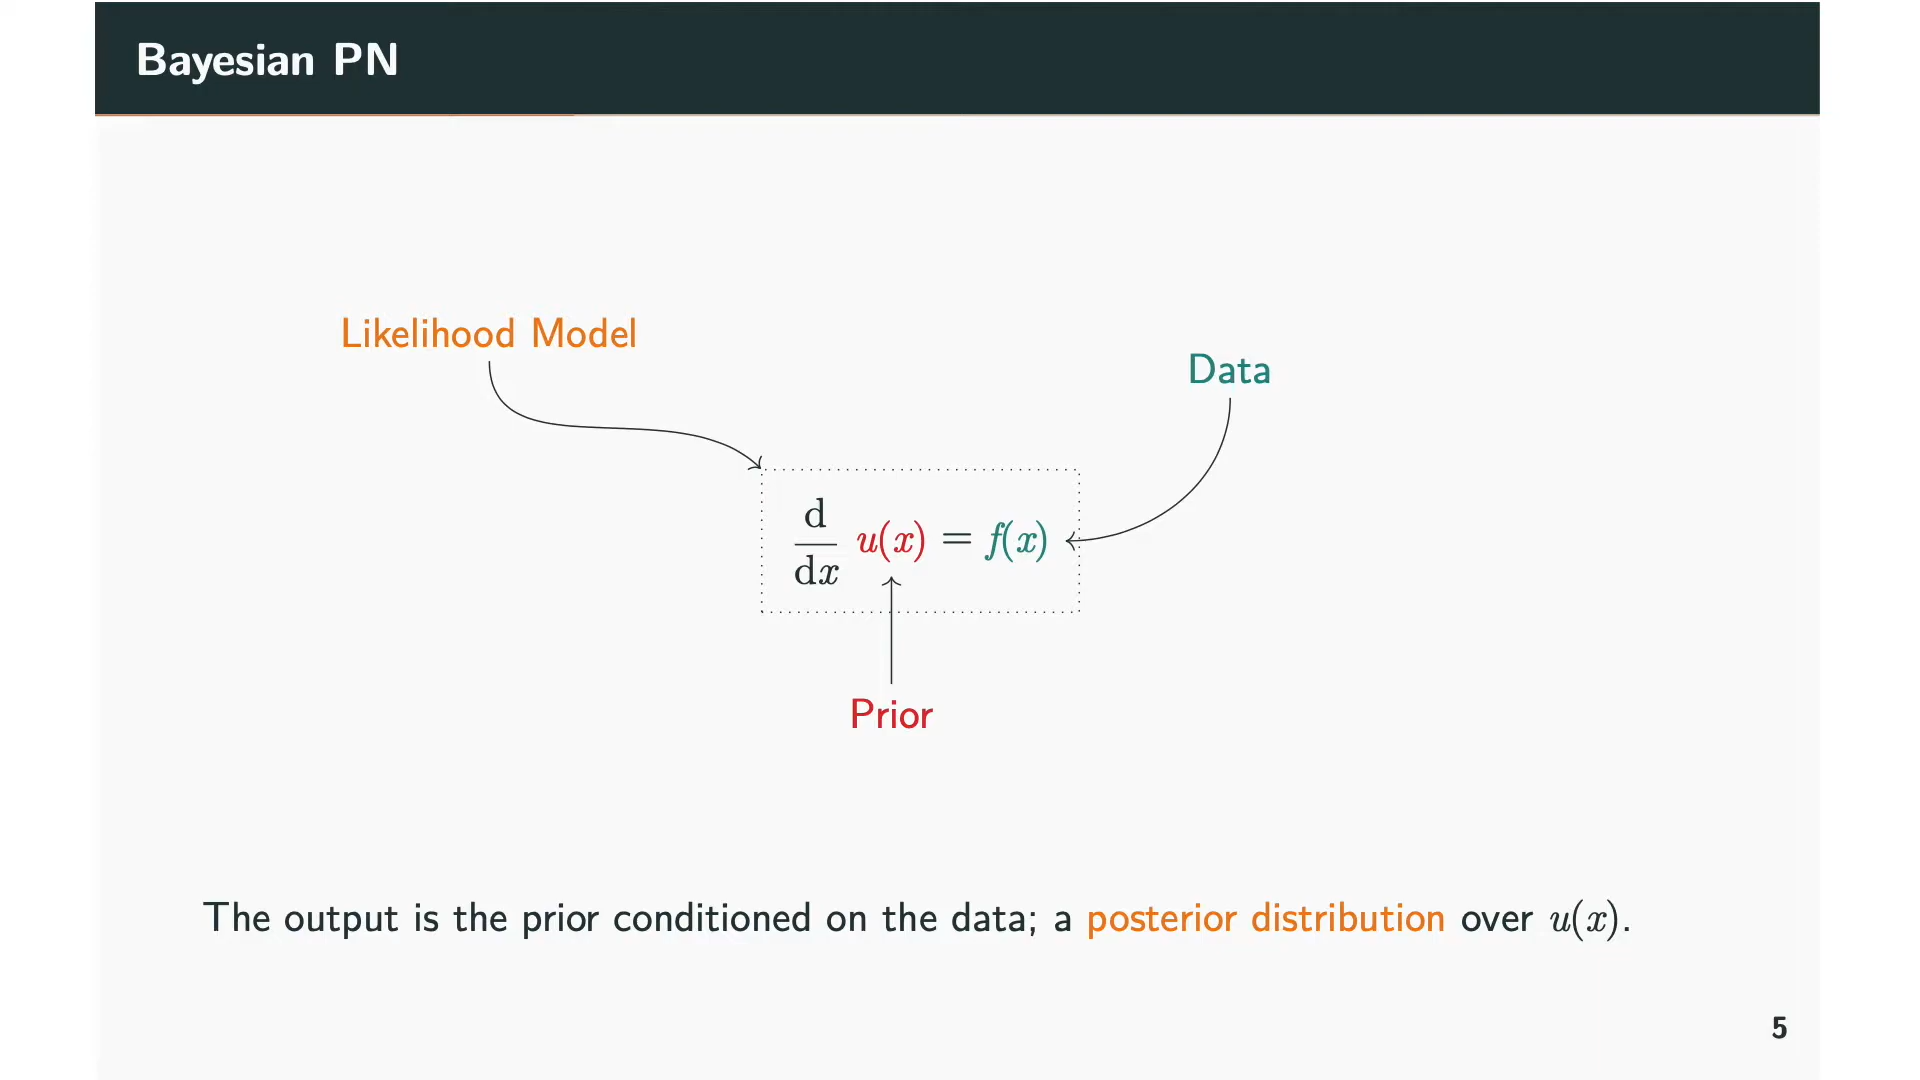 Bayesian PN
Likelihood Model
Data
d/dx u(x) = f(x)
Prior
The output is the prior conditioned on the data; a posterior distribution over u(x).
5